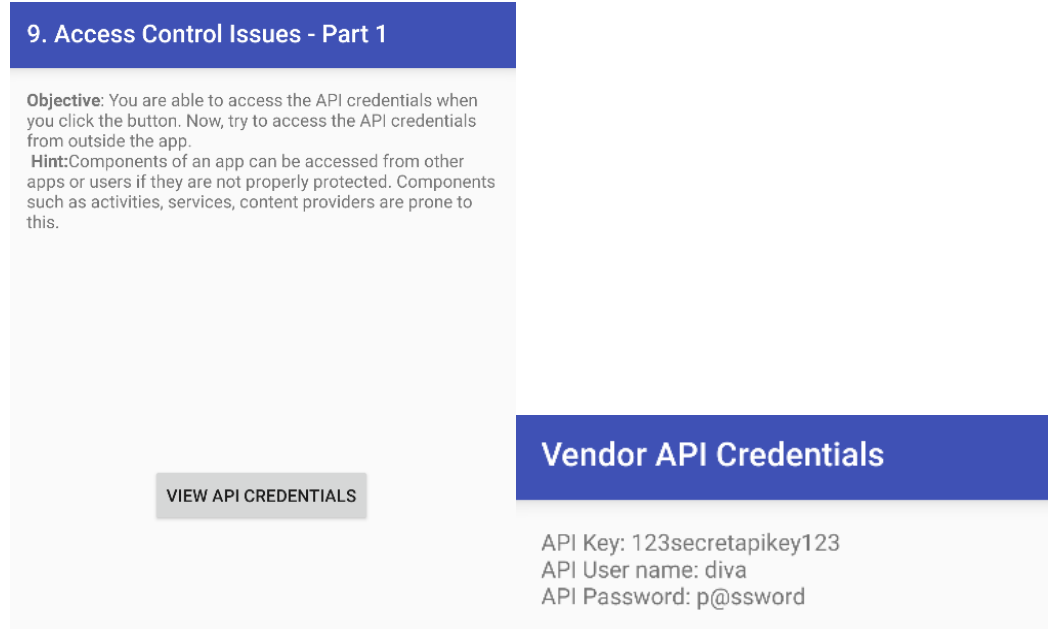 9. Access Control Issues - Part 1
Objective: You are able to access the API credentials when
you click the button. Now, try to access the API credentials
from outside the app.
Hint:Components of an app can be accessed from other
apps or users if they are not properly protected. Components
such as activities, services, content providers are prone to
this.
VIEW API CREDENTIALS
Vendor API Credentials
API Key: 123secretapikey123
API User name: diva
API Password: p@ssword